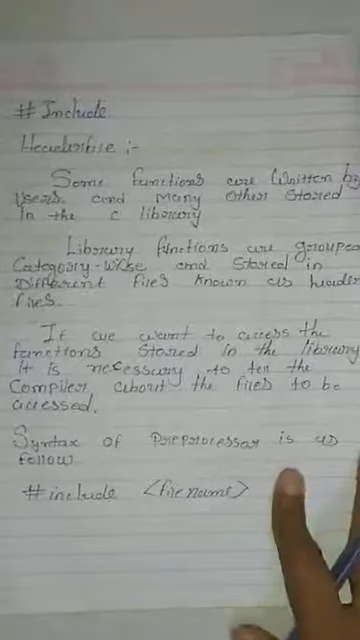 # Include
Headerfile :-
Some functions are Written by
Users and many other Stored
in the C library
Library functions are grouped
Category-wise and Stored in
Different files known as header
files.
If we want to access the
functions stored in the library
it is necessary to tell the
Compiler about the files to be
accessed.
Syntax of Preprocessor is as
follow
#include <filename>